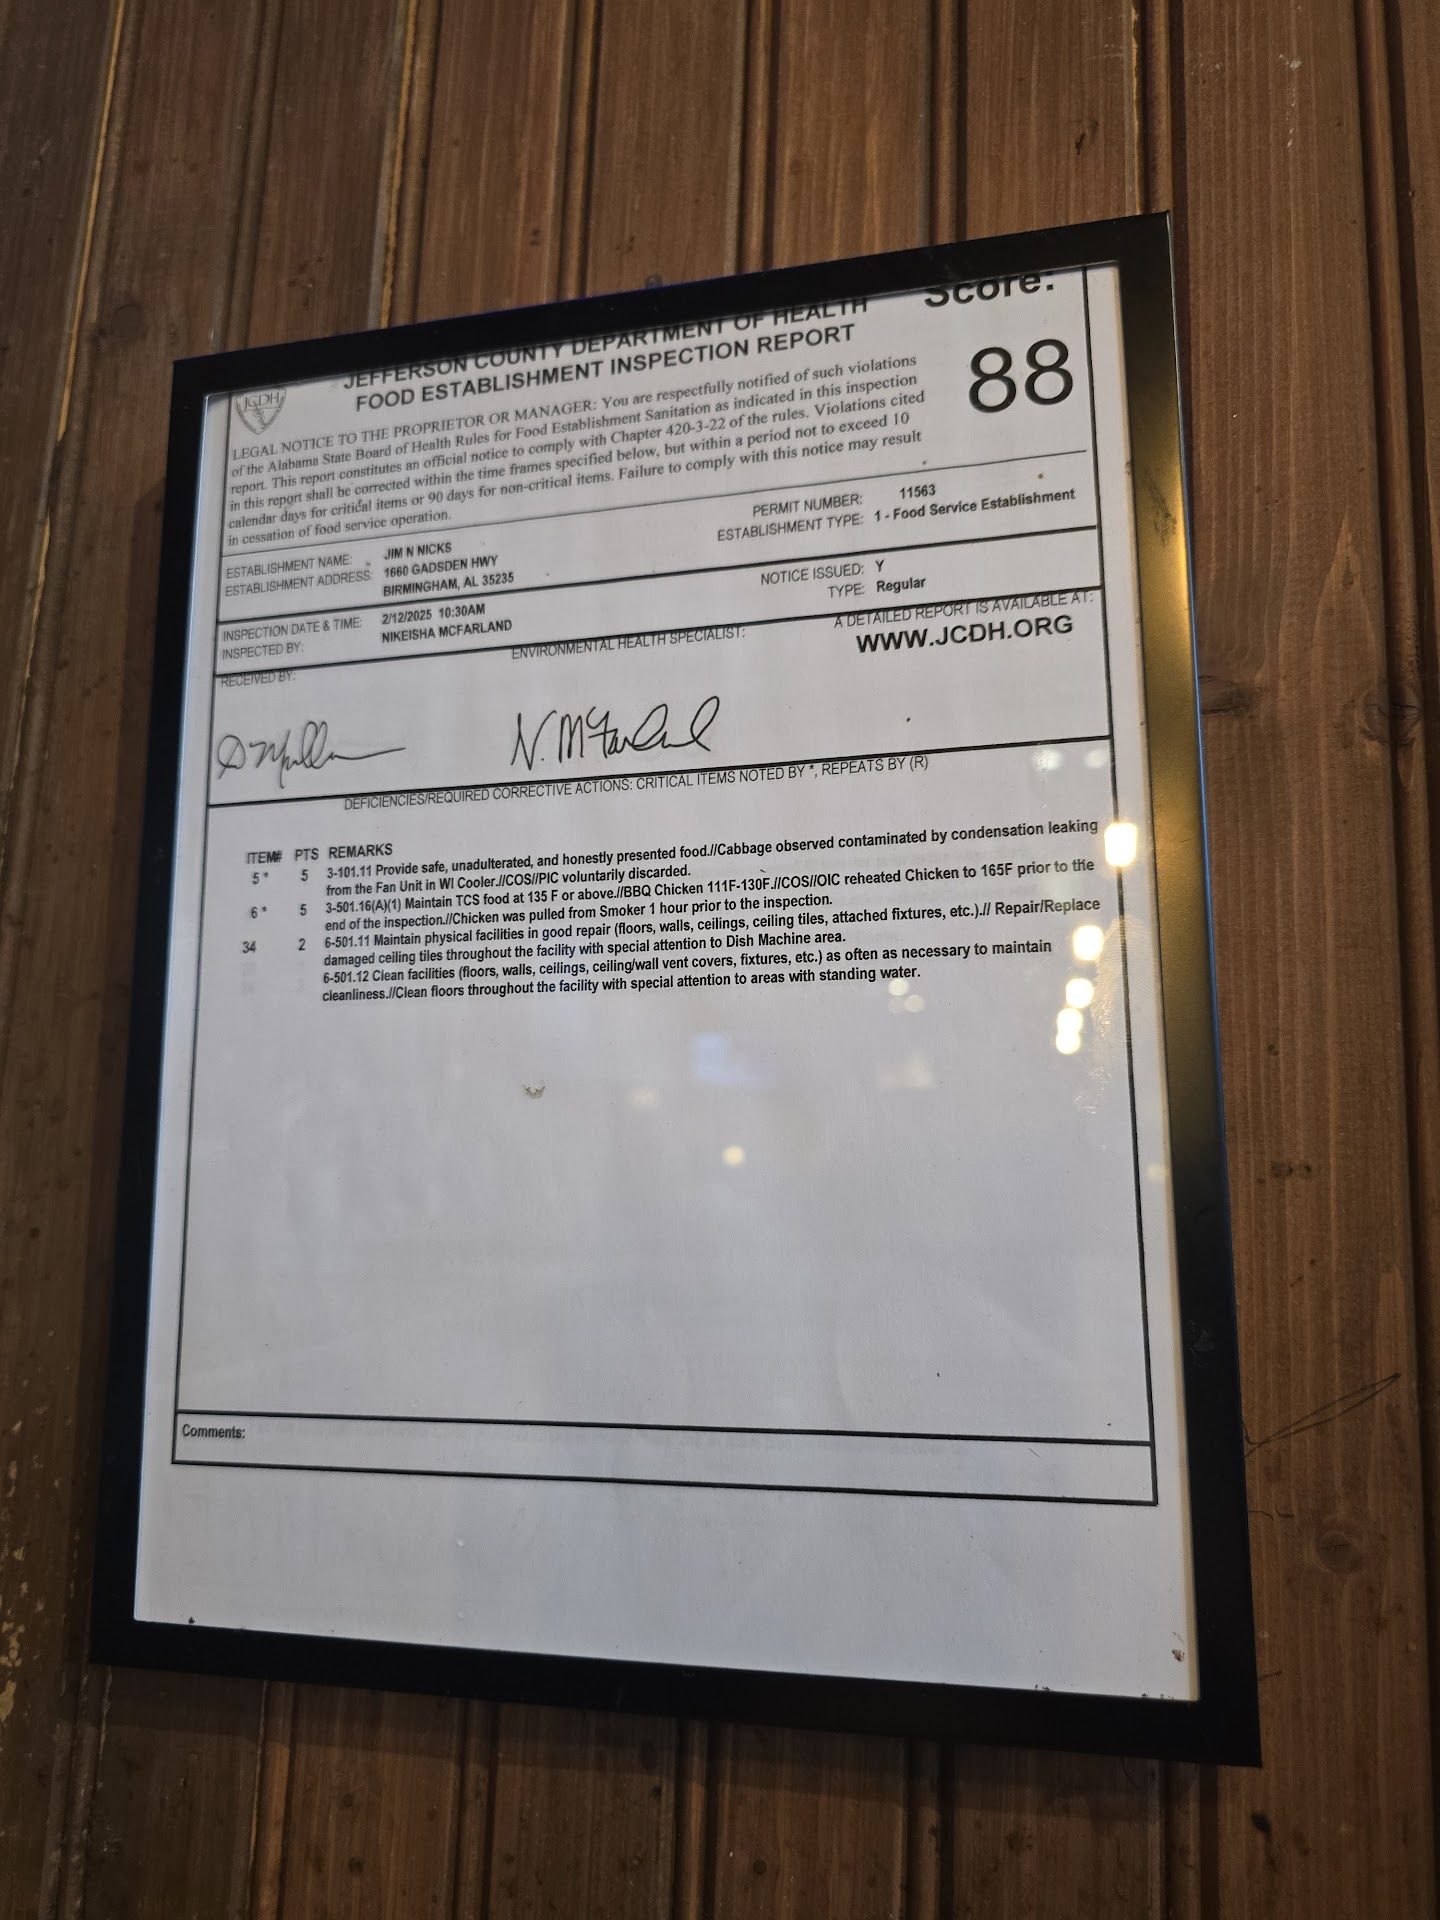 Score:
JEFFERSON COUNTY DEPARTMENT OF HEALTH
FOOD ESTABLISHMENT INSPECTION REPORT
88
JCDH
LEGAL NOTICE TO THE PROPRIETOR OR MANAGER: You are respectfully notified of such violations
of the Alabama State Board of Health Rules for Food Establishment Sanitation as indicated in this inspection
report. This report constitutes an official notice to comply with Chapter 420-3-22 of the rules. Violations cited
in this report shall be corrected within the time frames specified below, but within a period not to exceed 10
calendar days for critical items or 90 days for non-critical items. Failure to comply with this notice may result
in cessation of food service operation.
PERMIT NUMBER: 11563
ESTABLISHMENT TYPE: 1 - Food Service Establishment
ESTABLISHMENT NAME: JIM N NICKS
ESTABLISHMENT ADDRESS: 1660 GADSDEN HWY
BIRMINGHAM, AL 35235
NOTICE ISSUED: Y
TYPE: Regular
INSPECTION DATE & TIME: 2/12/2025 10:30AM
INSPECTED BY: NIKEISHA MCFARLAND
A DETAILED REPORT IS AVAILABLE AT:
WWW.JCDH.ORG
RECEIVED BY:
ENVIRONMENTAL HEALTH SPECIALIST:
N. McFarland
DEFICIENCIES/REQUIRED CORRECTIVE ACTIONS: CRITICAL ITEMS NOTED BY *, REPEATS BY (R)
ITEM# PTS REMARKS
5 * 5 3-101.11 Provide safe, unadulterated, and honestly presented food.//Cabbage observed contaminated by condensation leaking
from the Fan Unit in WI Cooler.//COS//PIC voluntarily discarded.
6 * 5 3-501.16(A)(1) Maintain TCS food at 135 F or above.//BBQ Chicken 111F-130F.//COS//OIC reheated Chicken to 165F prior to the
end of the inspection.//Chicken was pulled from Smoker 1 hour prior to the inspection.
34 2 6-501.11 Maintain physical facilities in good repair (floors, walls, ceilings, ceiling tiles, attached fixtures, etc.).// Repair/Replace
damaged ceiling tiles throughout the facility with special attention to Dish Machine area.
6-501.12 Clean facilities (floors, walls, ceilings, ceiling/wall vent covers, fixtures, etc.) as often as necessary to maintain
cleanliness.//Clean floors throughout the facility with special attention to areas with standing water.
Comments: